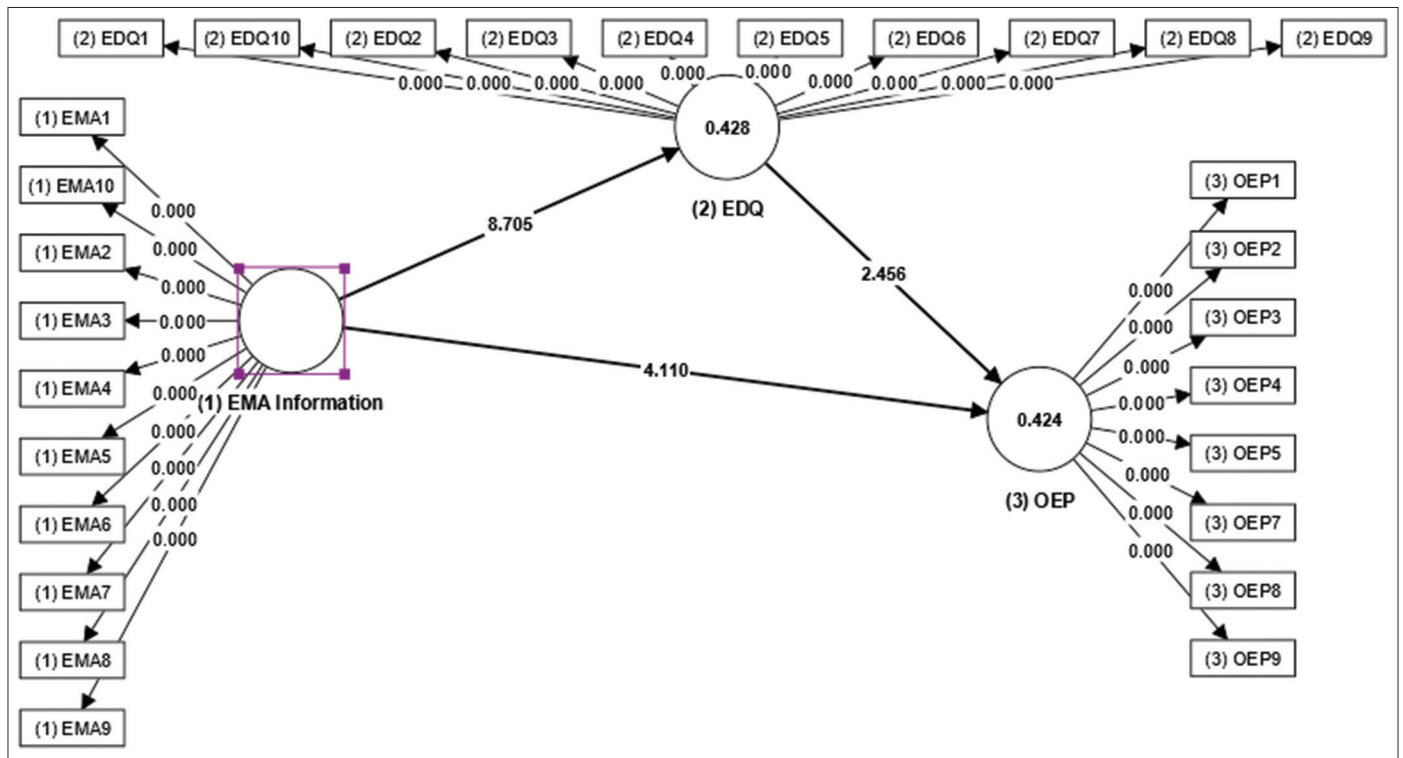 (2) EDQ1
(2) EDQ10
(2) EDQ2
(2) EDQ3
(2) EDQ4
(2) EDQ5
(2) EDQ6
(2) EDQ7
(2) EDQ8
(2) EDQ9
0.000
0.000
0.000
0.000
0.000
0.000
0.000
0.000
0.000
0.000
0.428
(2) EDQ
(1) EMA1
(1) EMA10
(1) EMA2
(1) EMA3
(1) EMA4
(1) EMA5
(1) EMA6
(1) EMA7
(1) EMA8
(1) EMA9
0.000
0.000
0.000
0.000
0.000
0.000
0.000
0.000
0.000
0.000
(1) EMA Information
8.705
2.456
4.110
0.424
(3) OEP
0.000
0.000
0.000
0.000
0.000
0.000
0.000
0.000
(3) OEP1
(3) OEP2
(3) OEP3
(3) OEP4
(3) OEP5
(3) OEP7
(3) OEP8
(3) OEP9